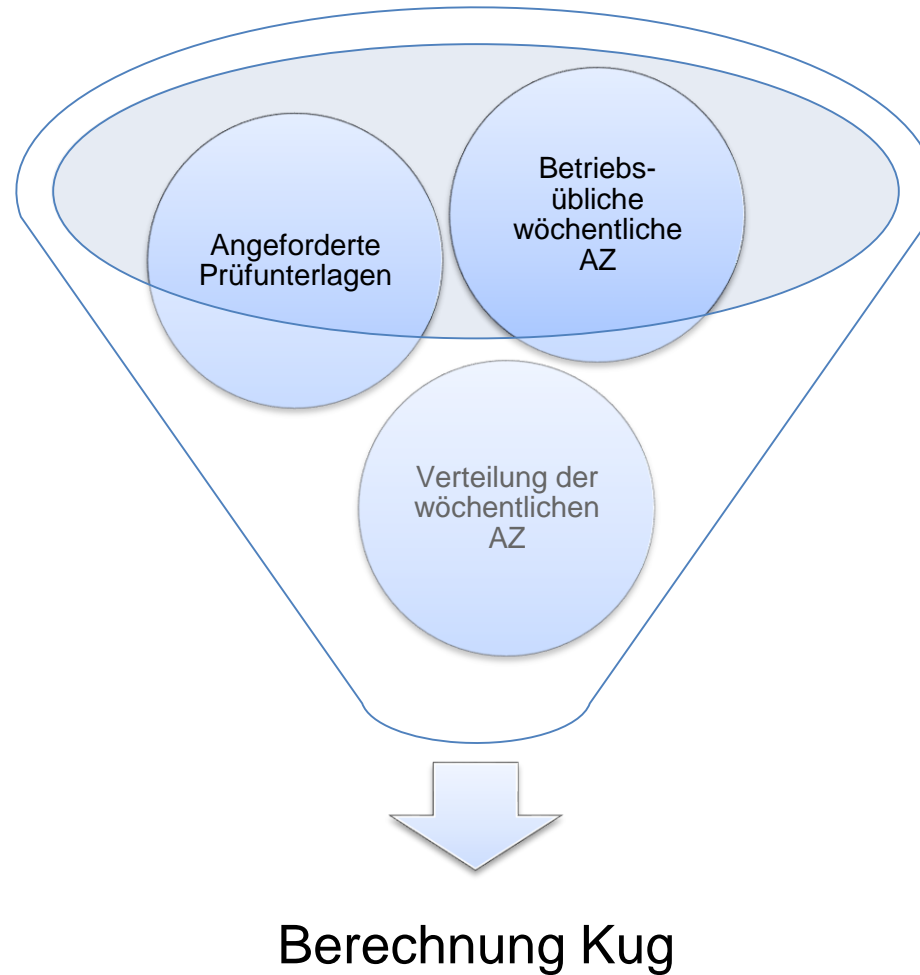 Angeforderte
Prüfunterlagen
Betriebs-
übliche
wöchentliche
AZ
Verteilung der
wöchentlichen
AZ
Berechnung Kug